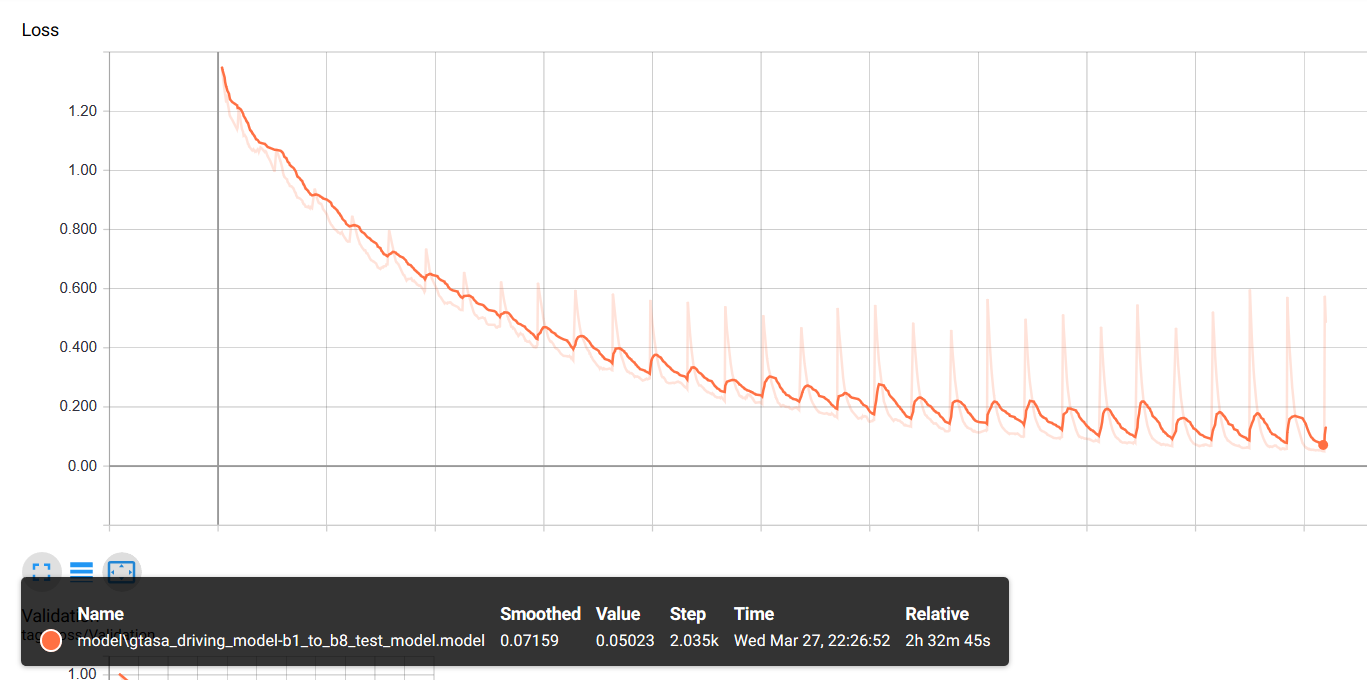 Loss
1.20
1.00
0.800
0.600
0.400
0.200
0.00
Validation
Name Smoothed Value Step Time Relative
model\gtasa_driving_model-b1_to_b8_test_model.model 0.07159 0.05023 2.035k Wed Mar 27, 22:26:52 2h 32m 45s
1.00